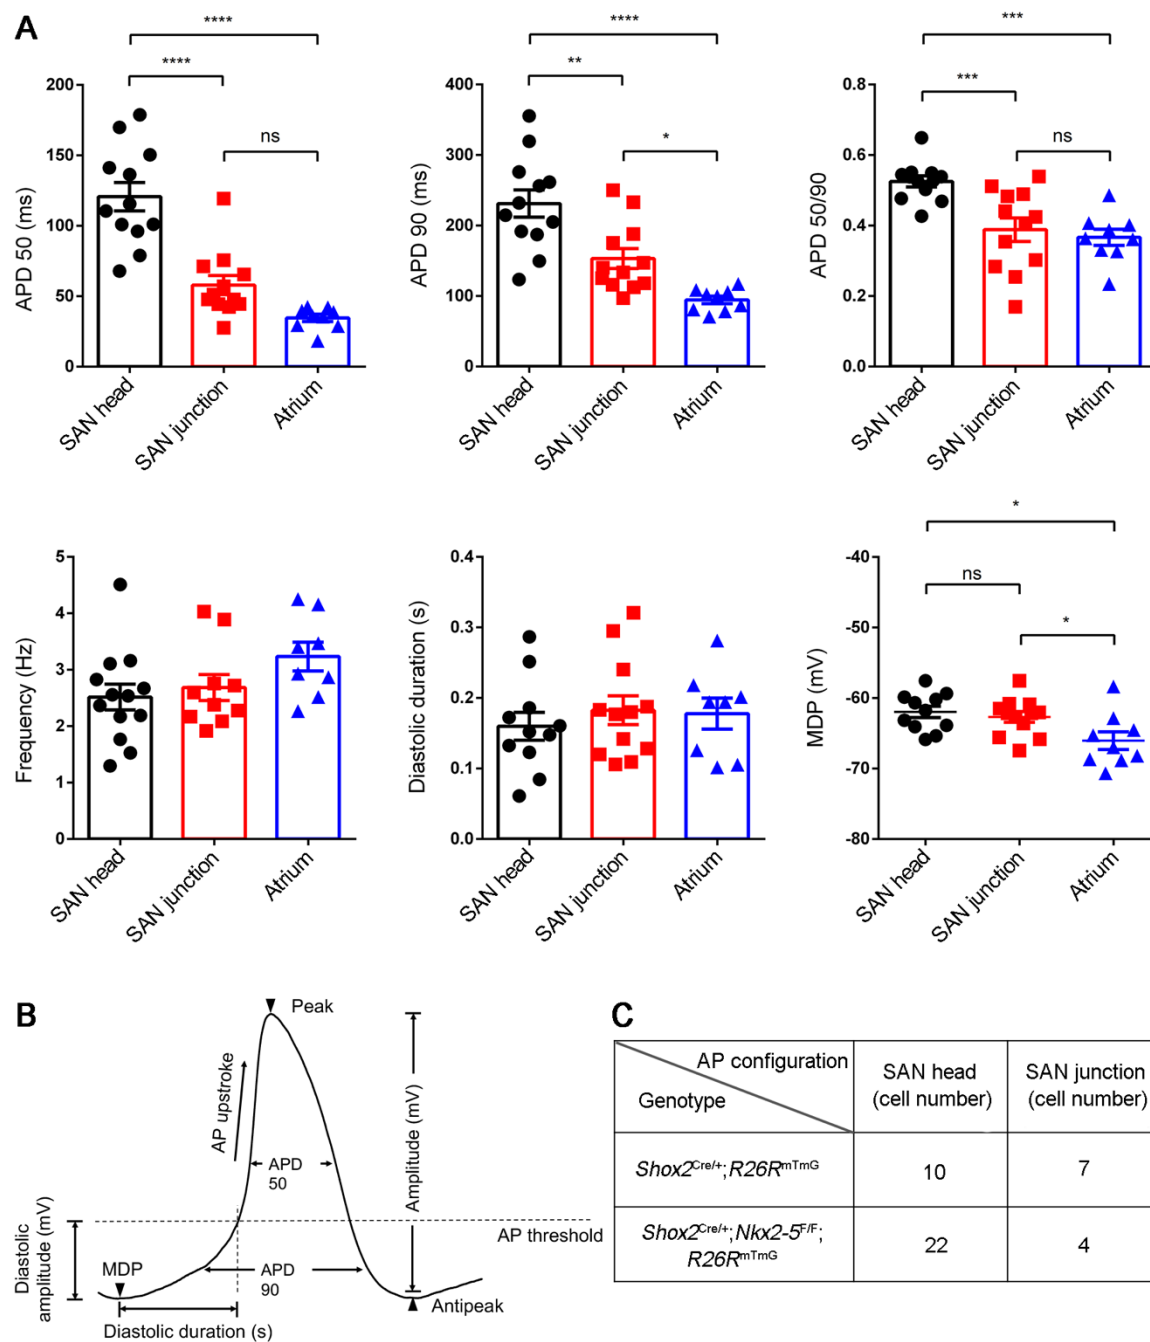 A
****
****
ns
APD 50 (ms)
200
150
100
50
0
SAN head
SAN junction
Atrium
****
**
*
APD 90 (ms)
400
300
200
100
0
SAN head
SAN junction
Atrium
***
***
ns
APD 50/90
0.8
0.6
0.4
0.2
0.0
SAN head
SAN junction
Atrium
Frequency (Hz)
5
4
3
2
1
0
SAN head
SAN junction
Atrium
Diastolic duration (s)
0.4
0.3
0.2
0.1
0.0
SAN head
SAN junction
Atrium
*
ns
*
MDP (mV)
-40
-50
-60
-70
-80
SAN head
SAN junction
Atrium
B
Peak
AP upstroke
APD
50
Amplitude (mV)
Diastolic
amplitude (mV)
AP threshold
MDP
APD
90
Antipeak
Diastolic duration (s)
C
AP configuration
Genotype
SAN head
(cell number)
SAN junction
(cell number)
Shox2Cre/+;R26RmTmG
10
7
Shox2Cre/+;Nkx2-5F/F;
R26RmTmG
22
4